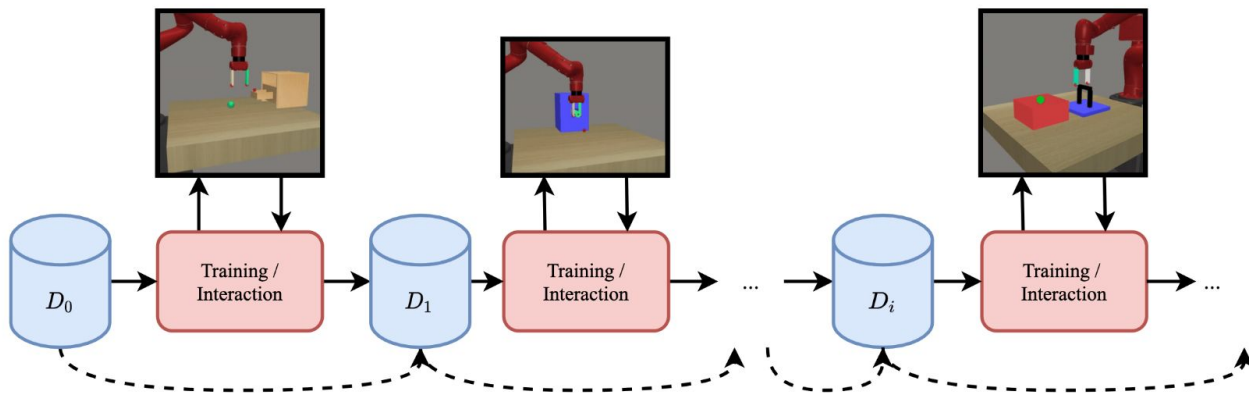 D₀
Training /
Interaction
D₁
Training /
Interaction
...
Dᵢ
Training /
Interaction
...